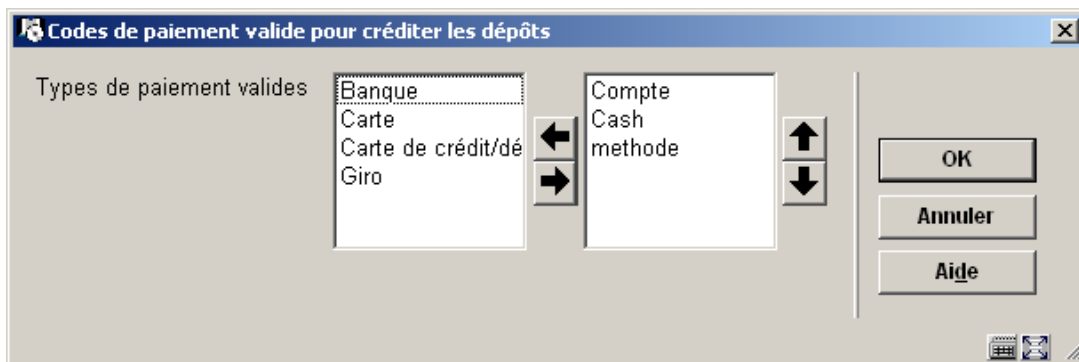 Codes de paiement valide pour créditer les dépôts
Types de paiement valides
Banque
Carte
Carte de crédit/dé
Giro
Compte
Cash
methode
OK
Annuler
Aide